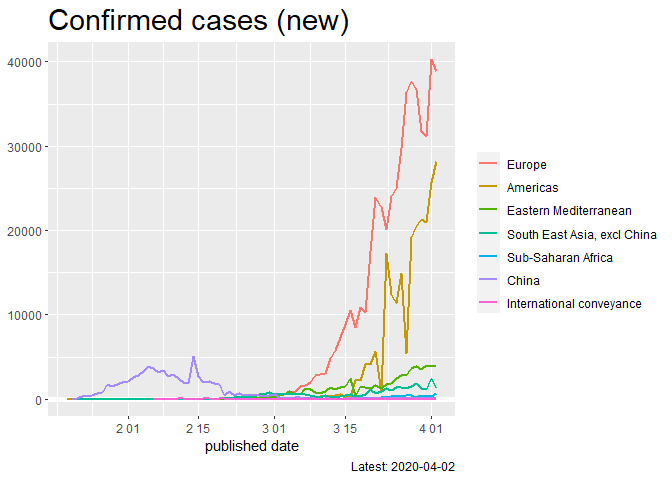 Confirmed cases (new)
40000
30000
20000
10000
0
2 01
2 15
3 01
3 15
4 01
published date
Europe
Americas
Eastern Mediterranean
South East Asia, excl China
Sub-Saharan Africa
China
International conveyance
Latest: 2020-04-02